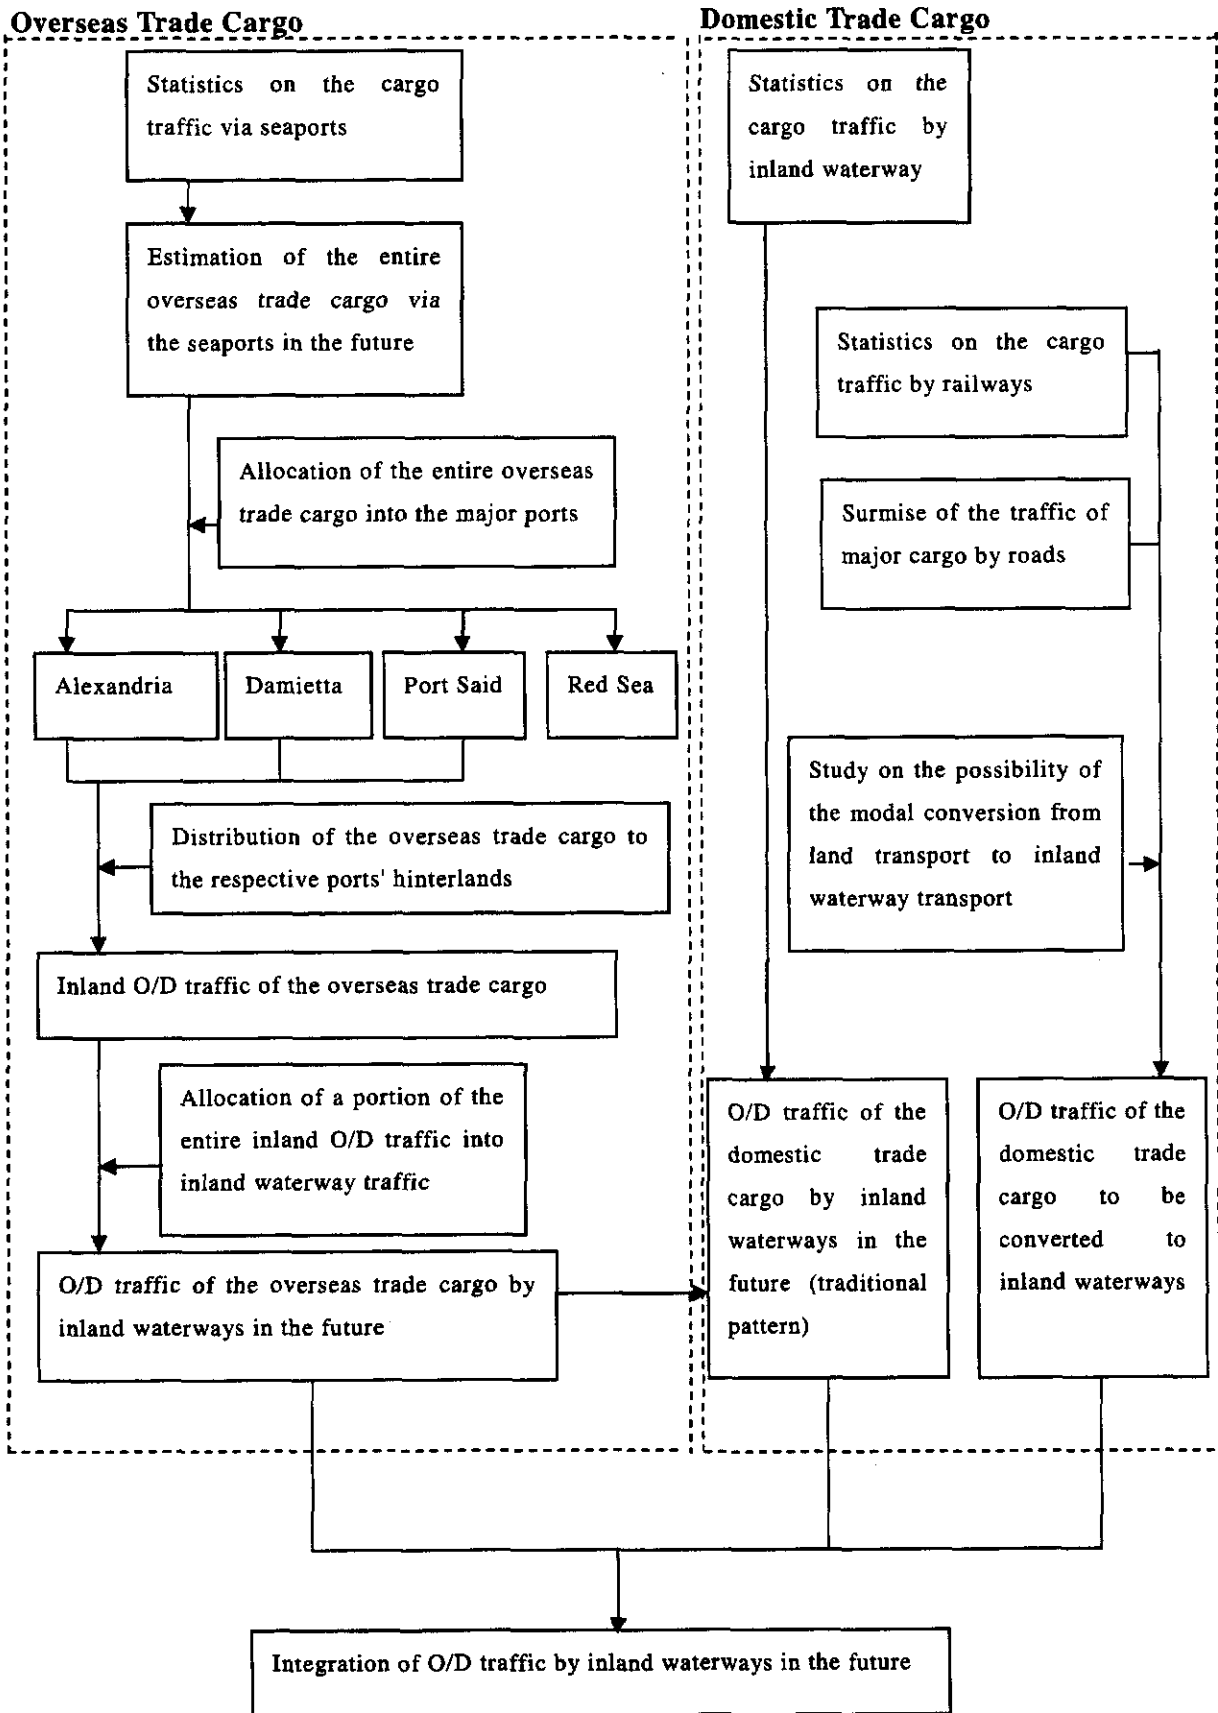 Overseas Trade Cargo
Statistics on the cargo
traffic via seaports
Estimation of the entire
overseas trade cargo via
the seaports in the future
Allocation of the entire overseas
trade cargo into the major ports
Alexandria
Damietta
Port Said
Red Sea
Distribution of the overseas trade cargo to
the respective ports' hinterlands
Inland O/D traffic of the overseas trade cargo
Allocation of a portion of the
entire inland O/D traffic into
inland waterway traffic
O/D traffic of the overseas trade cargo by
inland waterways in the future
Domestic Trade Cargo
Statistics on the
cargo traffic by
inland waterway
Statistics on the cargo
traffic by railways
Surmise of the traffic of
major cargo by roads
Study on the possibility of
the modal conversion from
land transport to inland
waterway transport
O/D traffic of the
domestic trade
cargo by inland
waterways in the
future (traditional
pattern)
O/D traffic of the
domestic trade
cargo to be
converted to
inland waterways
Integration of O/D traffic by inland waterways in the future